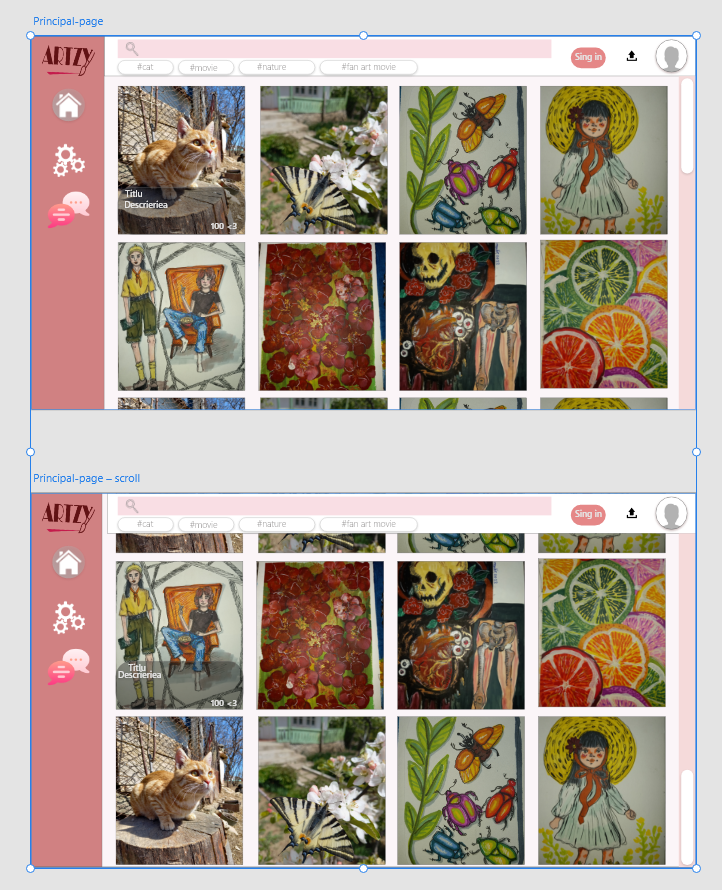 Principal-page
ARTZY
Sing in
#cat
#movie
#nature
#fan art movie
Titlu
Descrieriea
100 <3
Principal-page – scroll
ARTZY
Sing in
#cat
#movie
#nature
#fan art movie
Titlu
Descrieriea
100 <3